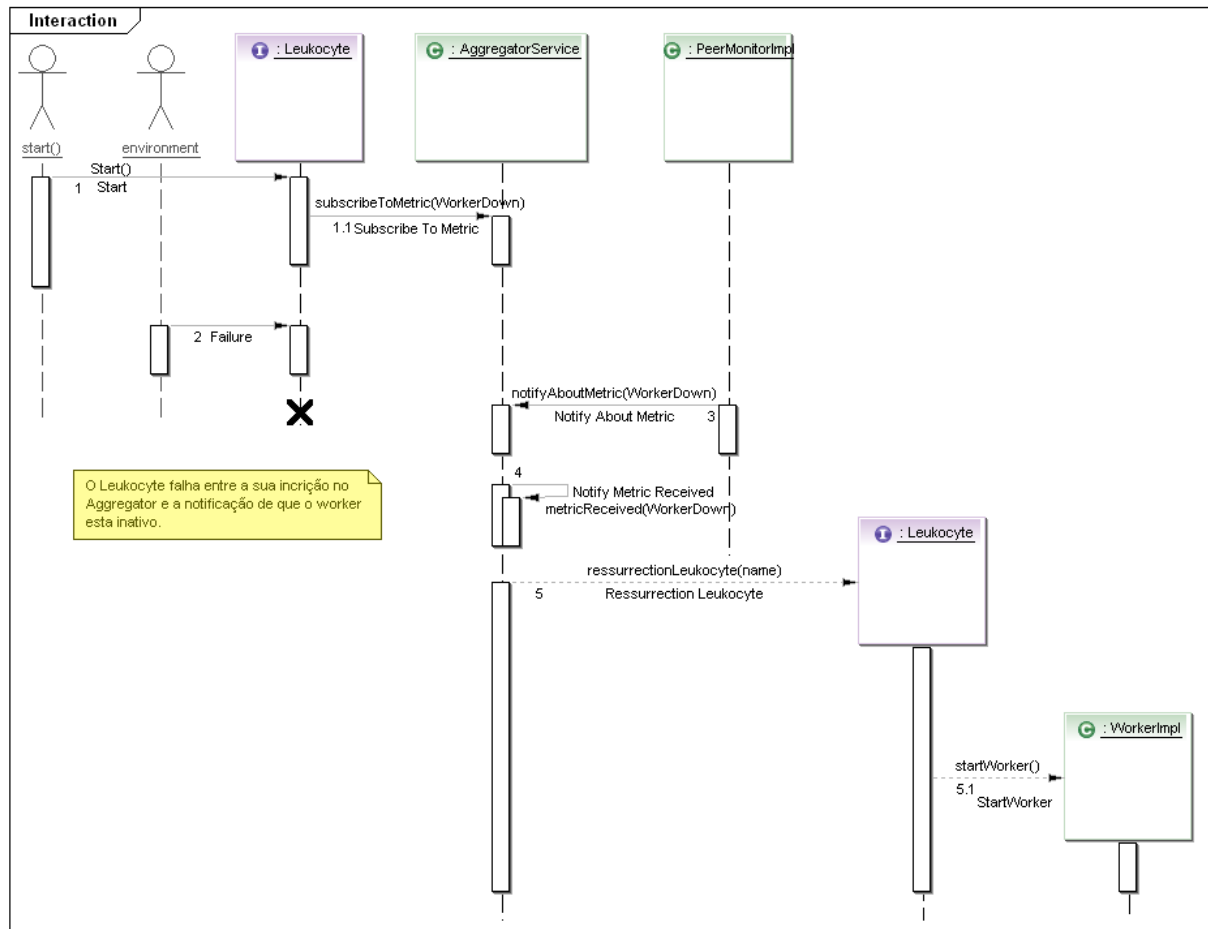 Interaction
I : Leukocyte
C : AggregatorService
C : PeerMonitorImpl
start()
environment
Start()
1 Start
subscribeToMetric(WorkerDown)
1.1 Subscribe To Metric
2 Failure
notifyAboutMetric(WorkerDown)
Notify About Metric 3
O Leukocyte falha entre a sua incrição no
Aggregator e a notificação de que o worker
esta inativo.
4
Notify Metric Received
metricReceived(WorkerDown)
I : Leukocyte
ressurrectionLeukocyte(name)
5 Ressurrection Leukocyte
C : WorkerImpl
startWorker()
5.1
StartWorker